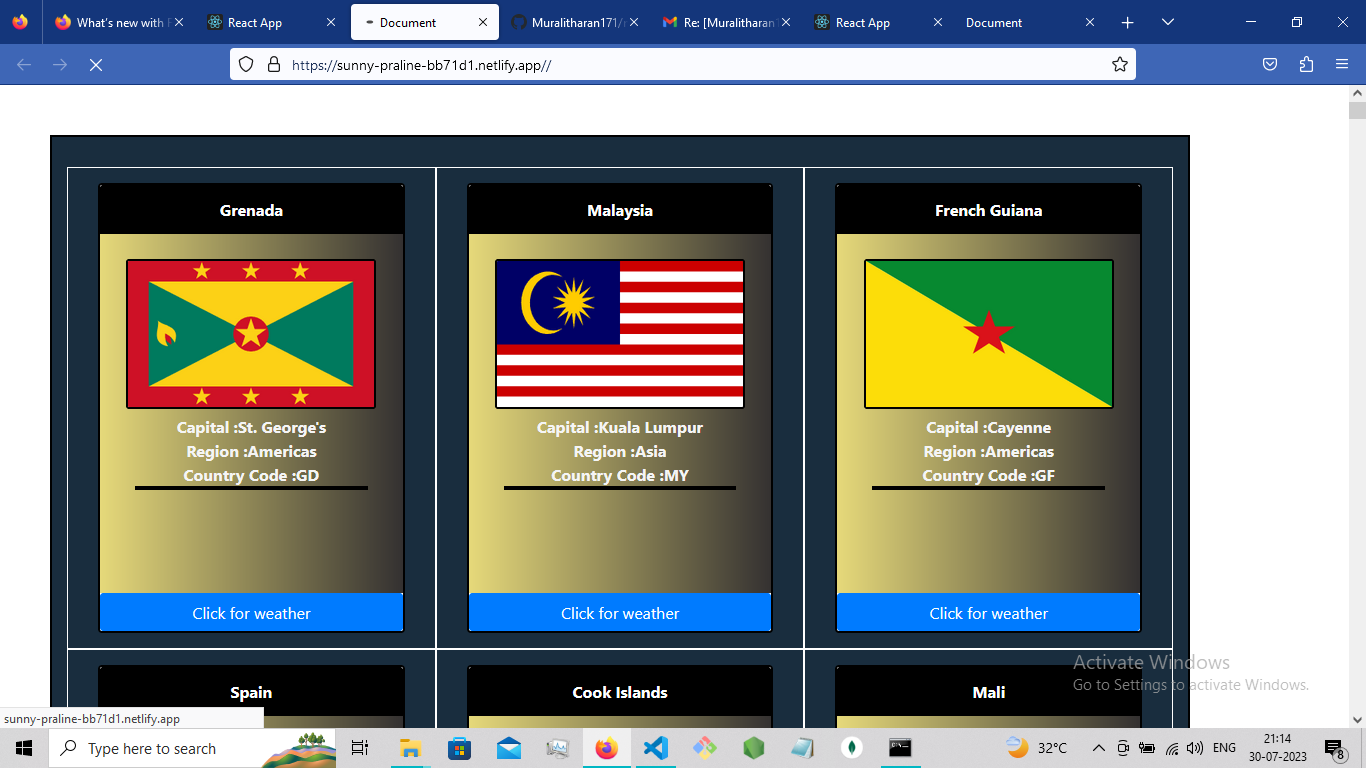 What's new with F
React App
Document
Muralitharan171/
Re: [Muralitharan
React App
Document
https://sunny-praline-bb71d1.netlify.app//
Grenada
Malaysia
French Guiana
Capital :St. George's
Region :Americas
Country Code :GD
Capital :Kuala Lumpur
Region :Asia
Country Code :MY
Capital :Cayenne
Region :Americas
Country Code :GF
Click for weather
Click for weather
Click for weather
Spain
Cook Islands
Mali
Activate Windows
Go to Settings to activate Windows.
sunny-praline-bb71d1.netlify.app
Type here to search
32°C
ENG
21:14
30-07-2023
8